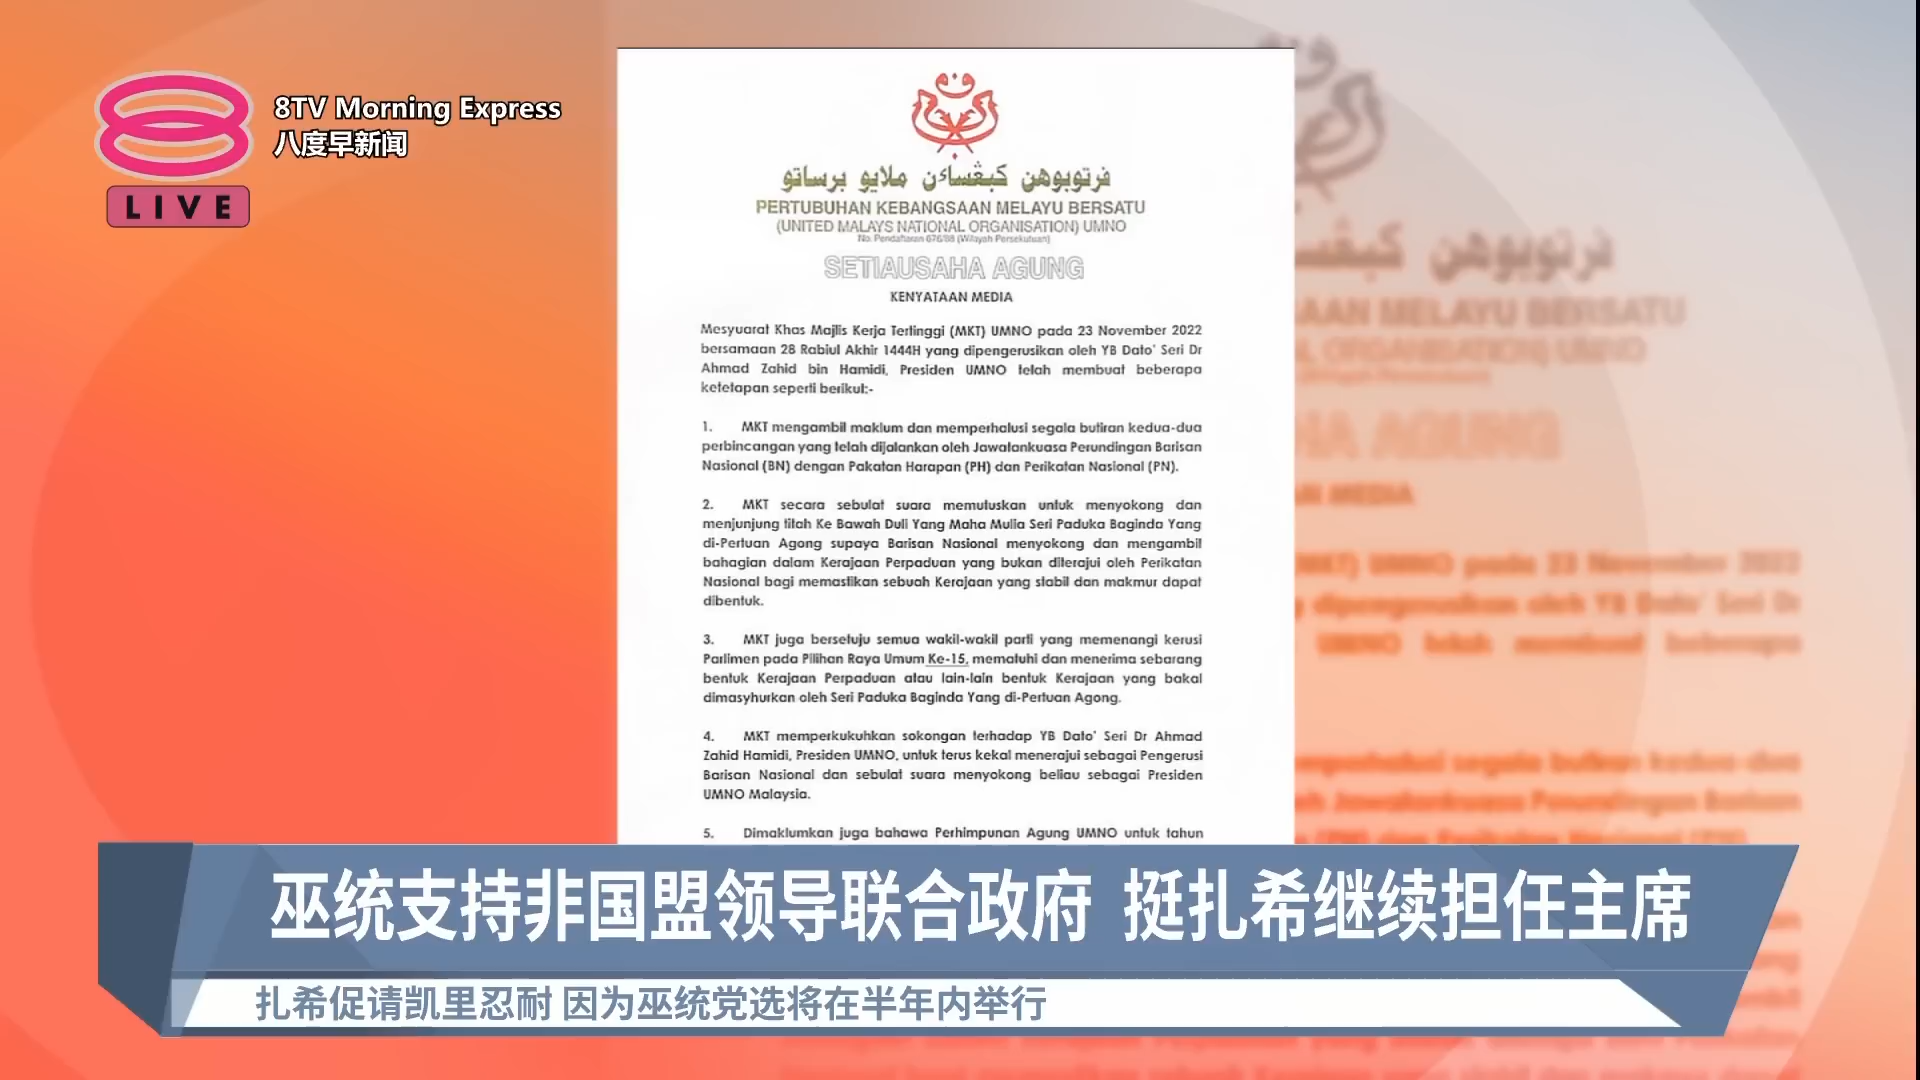 8TV Morning Express
八度早新闻
LIVE
فرتوبوهن كبڠساءن ملايو برساتو
PERTUBUHAN KEBANGSAAN MELAYU BERSATU
(UNITED MALAYS NATIONAL ORGANISATION) UMNO
No. Pendaftaran 676/88 (Wilayah Persekutuan)
SETIAUSAHA AGUNG
KENYATAAN MEDIA
Mesyuarat Khas Majlis Kerja Tertinggi (MKT) UMNO pada 23 November 2022
bersamaan 28 Rabiul Akhir 1444H yang dipengerusikan oleh YB Dato' Seri Dr
Ahmad Zahid bin Hamidi, Presiden UMNO telah membuat beberapa
ketetapan seperti berikut:-
1. MKT mengambil maklum dan memperhalusi segala butiran kedua-dua
perbincangan yang telah dijalankan oleh Jawatankuasa Perundingan Barisan
Nasional (BN) dengan Pakatan Harapan (PH) dan Perikatan Nasional (PN).
2. MKT secara sebulat suara memutuskan untuk menyokong dan
menjunjung titah Ke Bawah Duli Yang Maha Mulia Seri Paduka Baginda Yang
di-Pertuan Agong supaya Barisan Nasional menyokong dan mengambil
bahagian dalam Kerajaan Perpaduan yang bukan diterajui oleh Perikatan
Nasional bagi memastikan sebuah Kerajaan yang stabil dan makmur dapat
dibentuk.
3. MKT juga bersetuju semua wakil-wakil parti yang memenangi kerusi
Parlimen pada Pilihan Raya Umum Ke-15, mematuhi dan menerima sebarang
bentuk Kerajaan Perpaduan atau lain-lain bentuk Kerajaan yang bakal
dimasyhurkan oleh Seri Paduka Baginda Yang di-Pertuan Agong.
4. MKT memperkukuhkan sokongan terhadap YB Dato' Seri Dr Ahmad
Zahid Hamidi, Presiden UMNO, untuk terus kekal menerajui sebagai Pengerusi
Barisan Nasional dan sebulat suara menyokong beliau sebagai Presiden
UMNO Malaysia.
5. Dimaklumkan juga bahawa Perhimpunan Agung UMNO untuk tahun
巫统支持非国盟领导联合政府 挺扎希继续担任主席
扎希促请凯里忍耐 因为巫统党选将在半年内举行